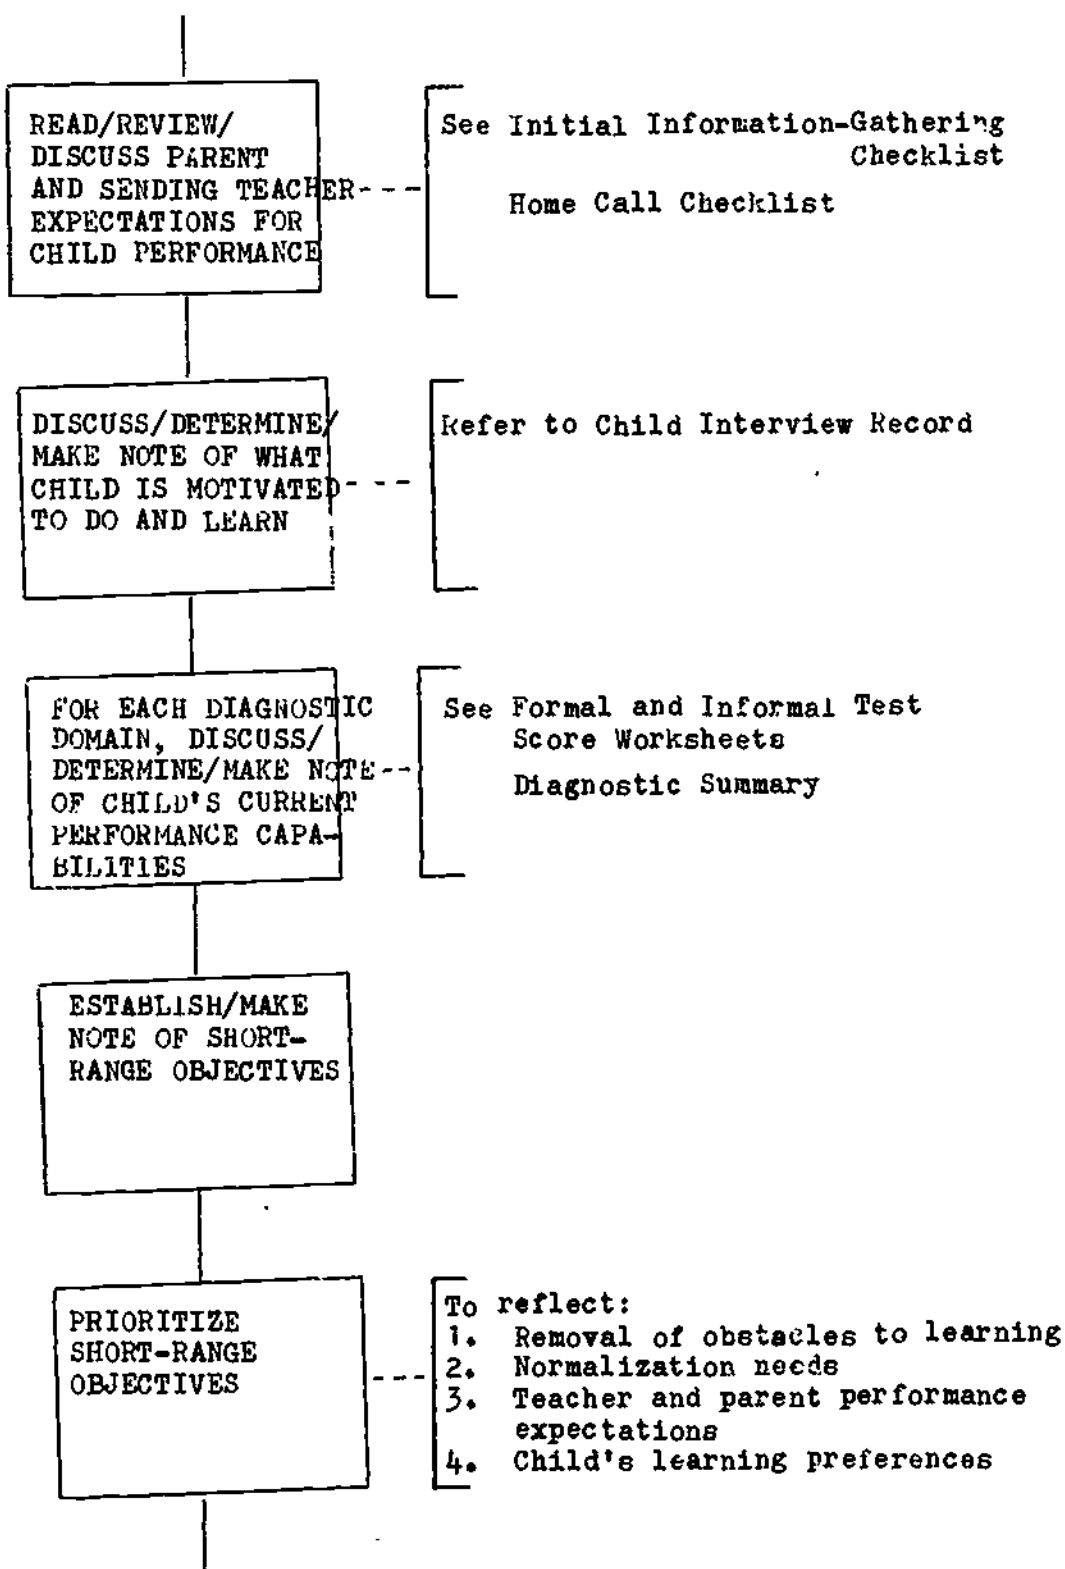 READ/REVIEW/
DISCUSS PARENT
AND SENDING TEACHER
EXPECTATIONS FOR
CHILD PERFORMANCE
See Initial Information-Gathering
Checklist
Home Call Checklist
DISCUSS/DETERMINE/
MAKE NOTE OF WHAT
CHILD IS MOTIVATED
TO DO AND LEARN
Refer to Child Interview Record
FOR EACH DIAGNOSTIC
DOMAIN, DISCUSS/
DETERMINE/MAKE NOTE
OF CHILD'S CURRENT
PERFORMANCE CAPA-
BILITIES
See Formal and Informal Test
Score Worksheets
Diagnostic Summary
ESTABLISH/MAKE
NOTE OF SHORT-
RANGE OBJECTIVES
PRIORITIZE
SHORT-RANGE
OBJECTIVES
To reflect:
1. Removal of obstacles to learning
2. Normalization needs
3. Teacher and parent performance
expectations
4. Child's learning preferences